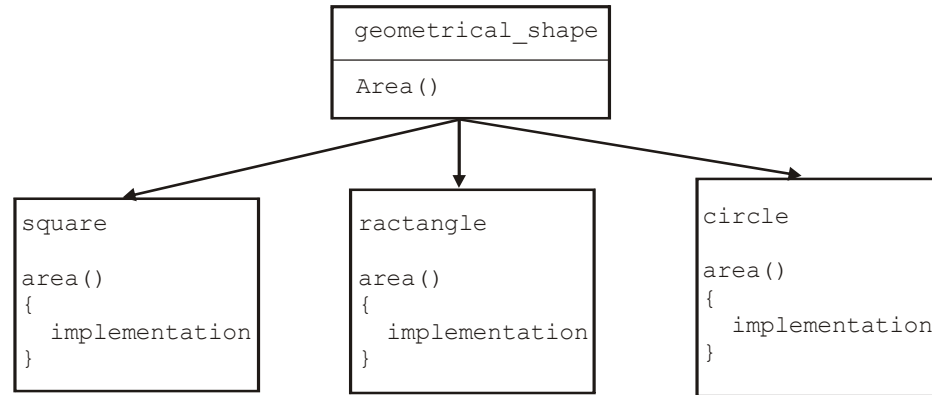 geometrical_shape
Area()
square
area()
{
implementation
}
ractangle
area()
{
implementation
}
circle
area()
{
implementation
}